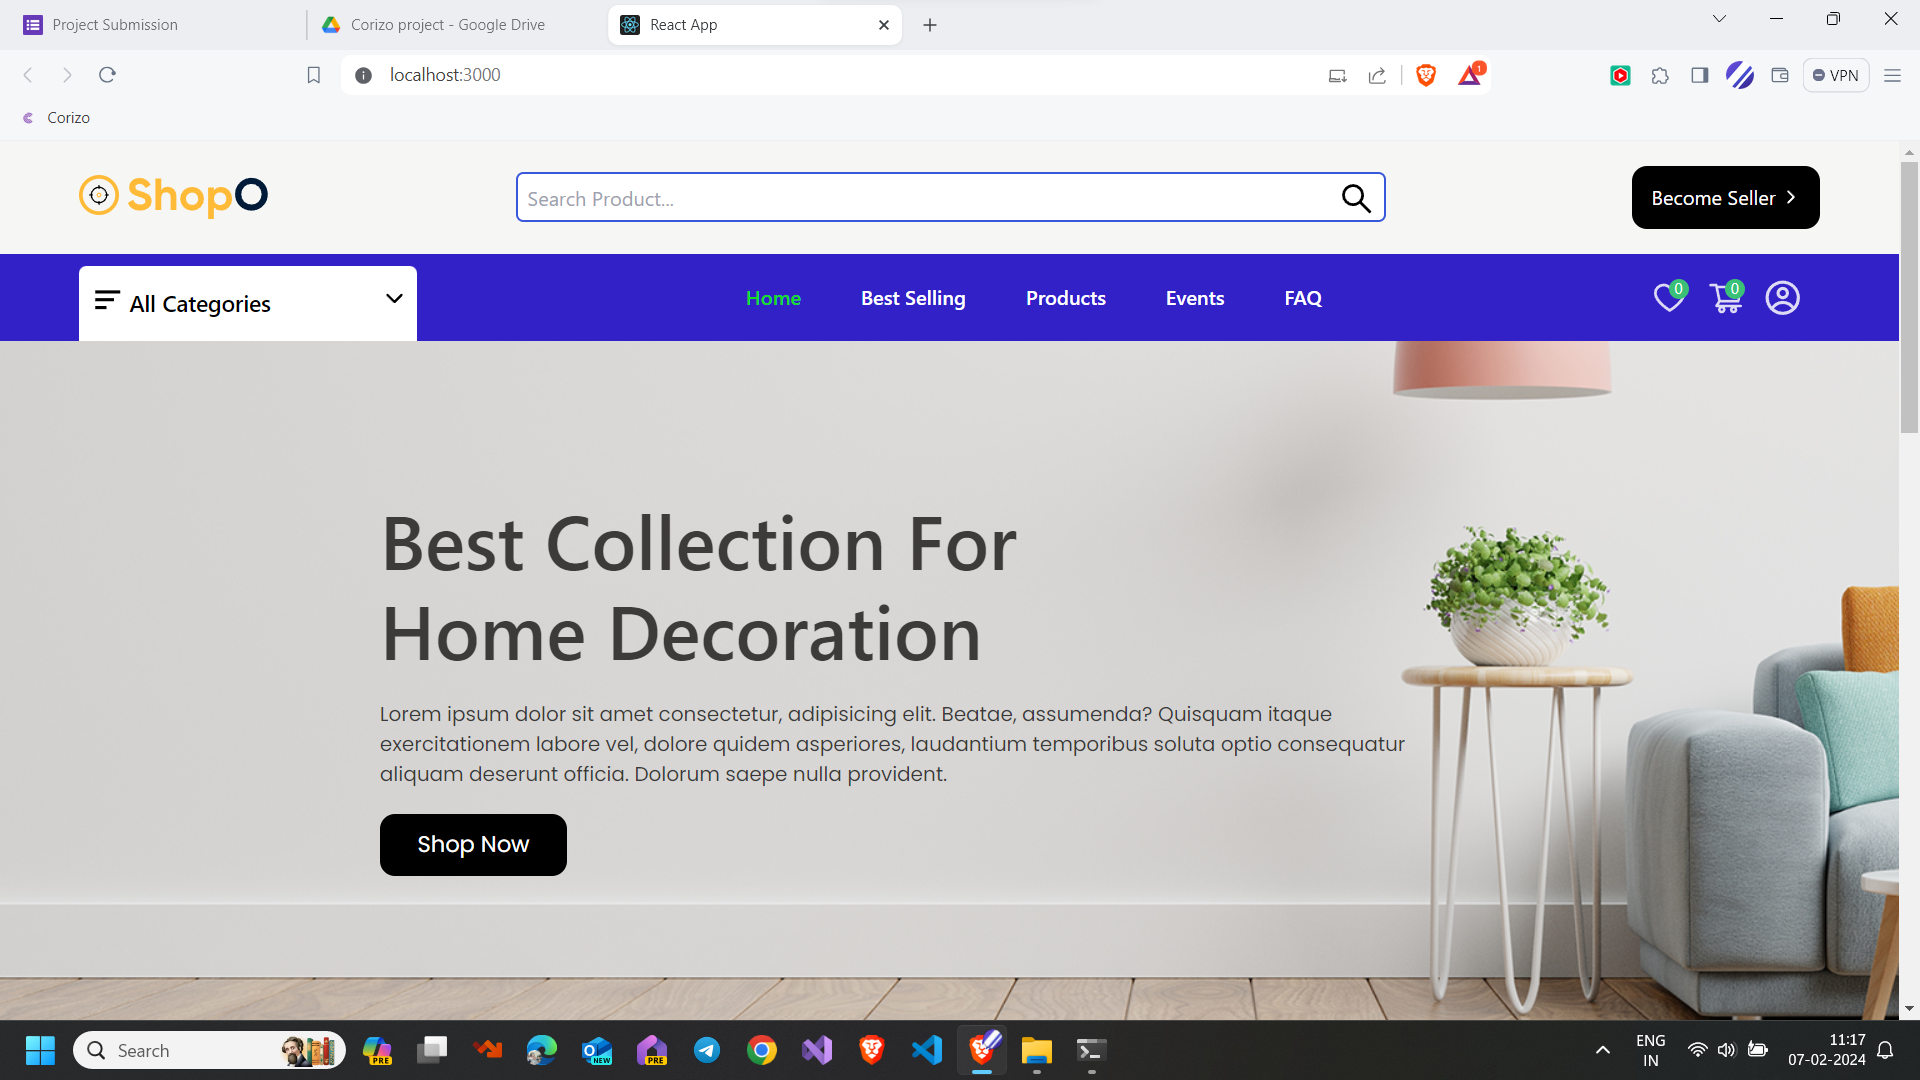 Project Submission
Corizo project - Google Drive
React App
localhost:3000
1
VPN
Corizo
ShopO
Search Product...
Become Seller
All Categories
Home
Best Selling
Products
Events
FAQ
0
0
Best Collection For
Home Decoration
Lorem ipsum dolor sit amet consectetur, adipisicing elit. Beatae, assumenda? Quisquam itaque
exercitationem labore vel, dolore quidem asperiores, laudantium temporibus soluta optio consequatur
aliquam deserunt officia. Dolorum saepe nulla provident.
Shop Now
Search
PRE
NEW
PRE
ENG
IN
11:17
07-02-2024